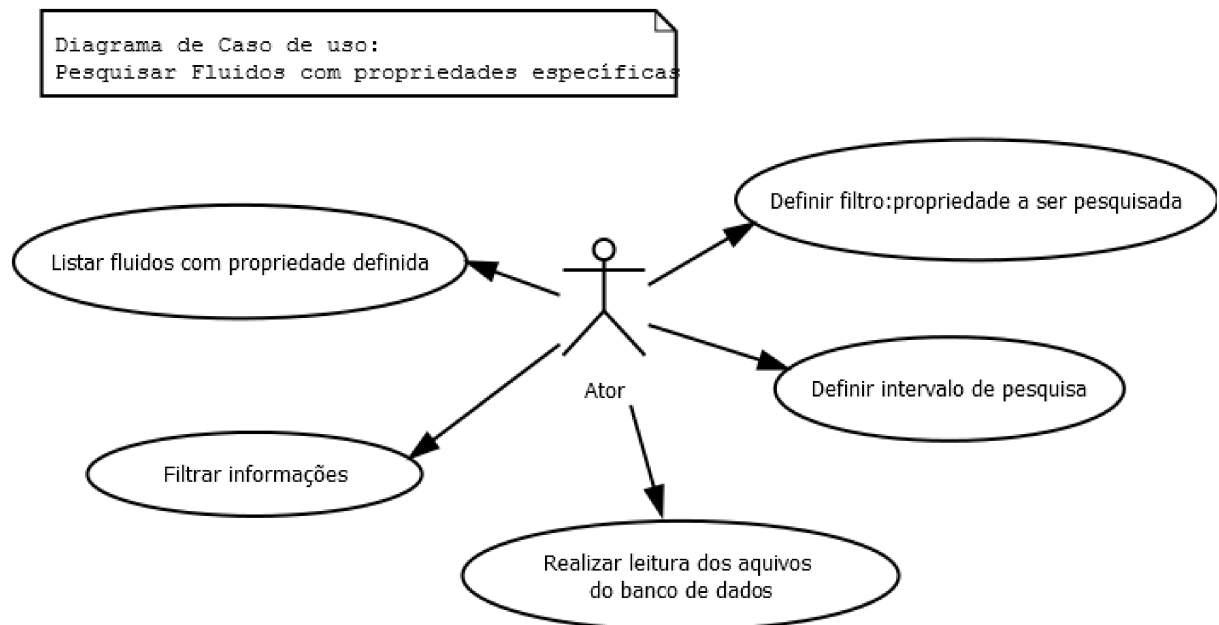 Diagrama de Caso de uso:
Pesquisar Fluidos com propriedades específicas
Definir filtro:propriedade a ser pesquisada
Listar fluidos com propriedade definida
Ator
Definir intervalo de pesquisa
Filtrar informações
Realizar leitura dos aquivos
do banco de dados